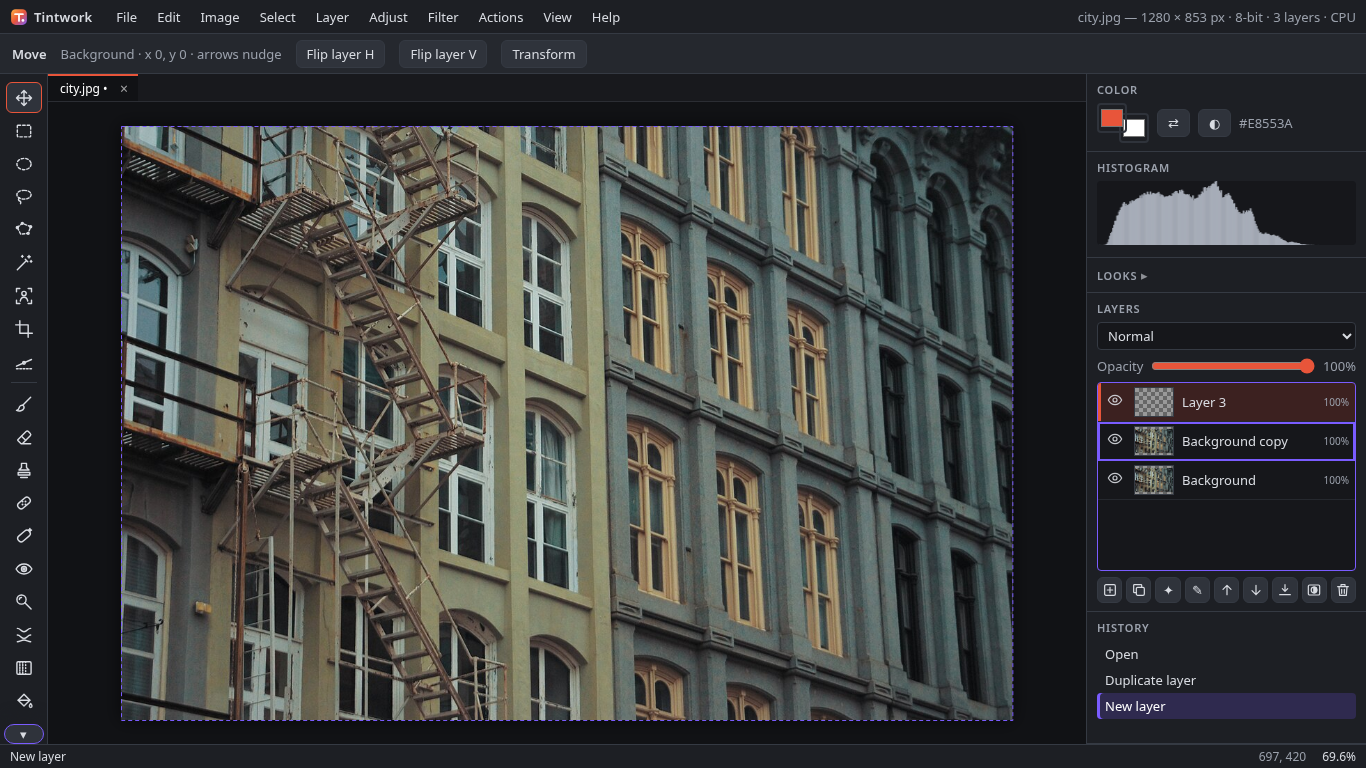 Tintwork File Edit Image Select Layer Adjust Filter Actions View Help city.jpg — 1280 × 853 px · 8-bit · 3 layers · CPU
Move Background · x 0, y 0 · arrows nudge Flip layer H Flip layer V Transform
city.jpg • ×
COLOR
#E8553A
HISTOGRAM
LOOKS ▸
LAYERS
Normal
Opacity 100%
Layer 3 100%
Background copy 100%
Background 100%
HISTORY
Open
Duplicate layer
New layer
New layer 697, 420 69.6%